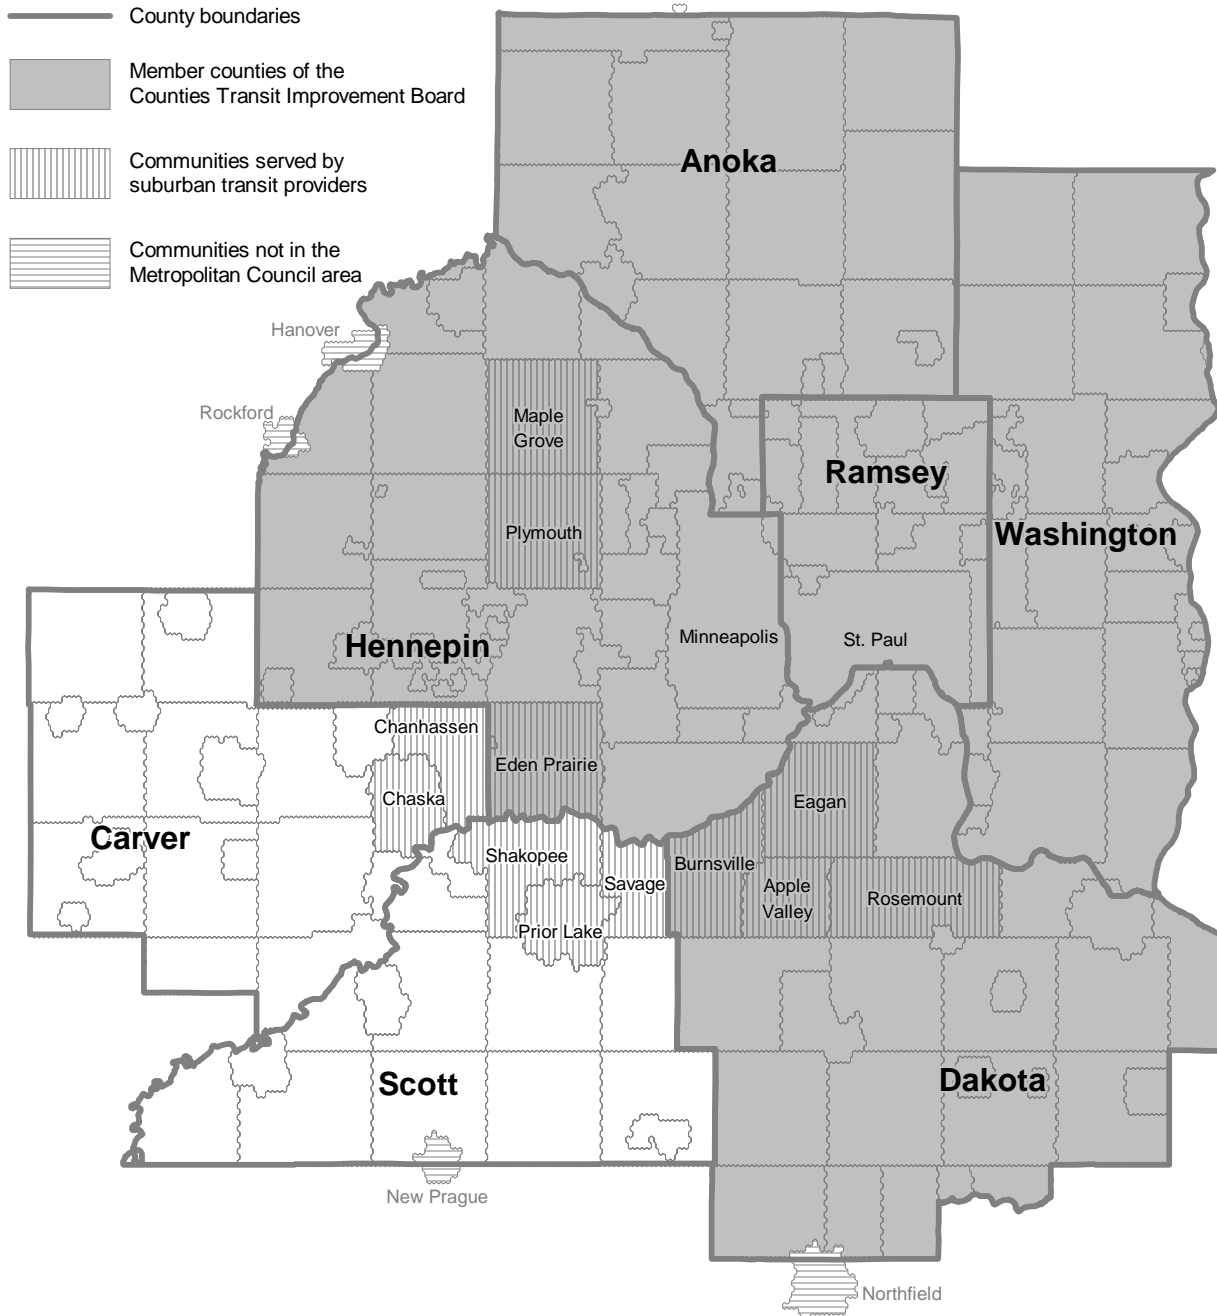 County boundaries
Member counties of the
Counties Transit Improvement Board
Communities served by
suburban transit providers
Communities not in the
Metropolitan Council area
Anoka
Hanover
Rockford
Maple
Grove
Ramsey
Plymouth
Washington
Minneapolis
St. Paul
Hennepin
Chanhassen
Eden Prairie
Chaska
Eagan
Carver
Shakopee
Burnsville
Savage
Apple
Valley
Rosemount
Prior Lake
Scott
Dakota
New Prague
Northfield